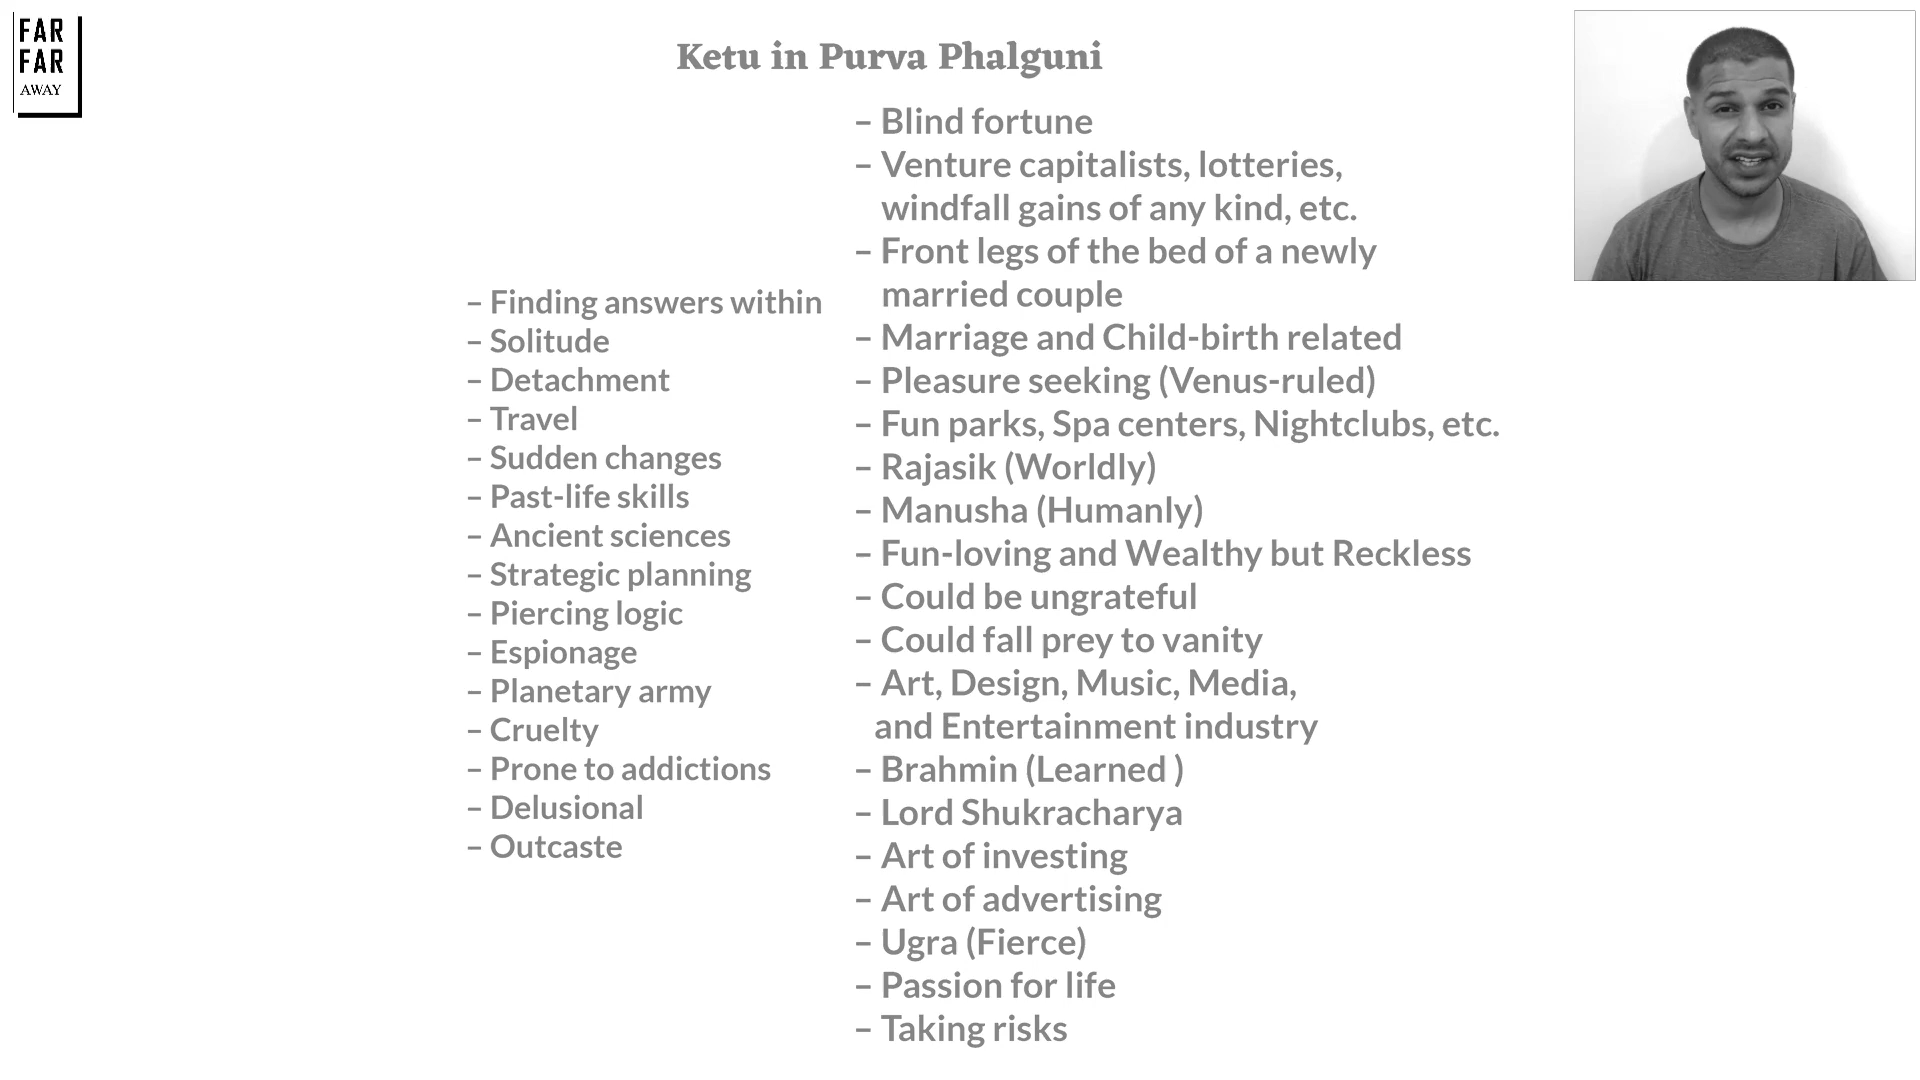 FAR
FAR
AWAY
Ketu in Purva Phalguni
– Finding answers within
– Solitude
– Detachment
– Travel
– Sudden changes
– Past-life skills
– Ancient sciences
– Strategic planning
– Piercing logic
– Espionage
– Planetary army
– Cruelty
– Prone to addictions
– Delusional
– Outcaste
– Blind fortune
– Venture capitalists, lotteries,
windfall gains of any kind, etc.
– Front legs of the bed of a newly
married couple
– Marriage and Child-birth related
– Pleasure seeking (Venus-ruled)
– Fun parks, Spa centers, Nightclubs, etc.
– Rajasik (Worldly)
– Manusha (Humanly)
– Fun-loving and Wealthy but Reckless
– Could be ungrateful
– Could fall prey to vanity
– Art, Design, Music, Media,
and Entertainment industry
– Brahmin (Learned )
– Lord Shukracharya
– Art of investing
– Art of advertising
– Ugra (Fierce)
– Passion for life
– Taking risks